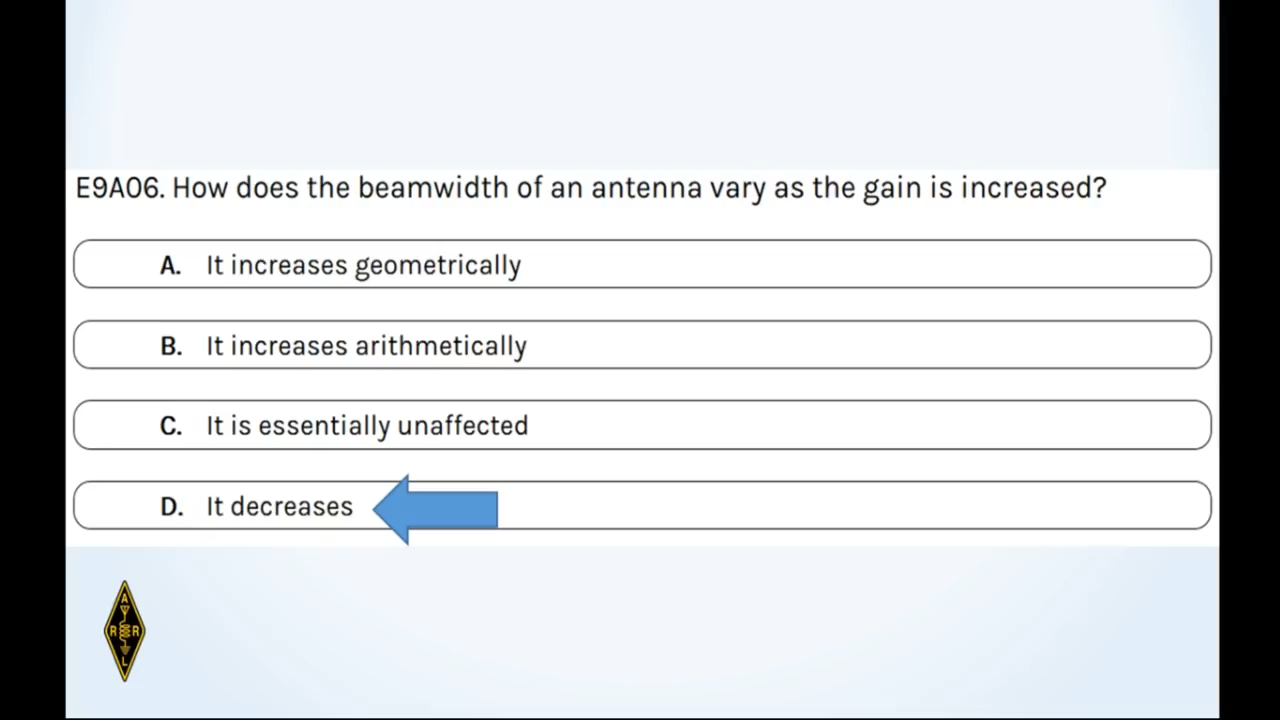 E9A06. How does the beamwidth of an antenna vary as the gain is increased?
A. It increases geometrically
B. It increases arithmetically
C. It is essentially unaffected
D. It decreases
A
R R
L